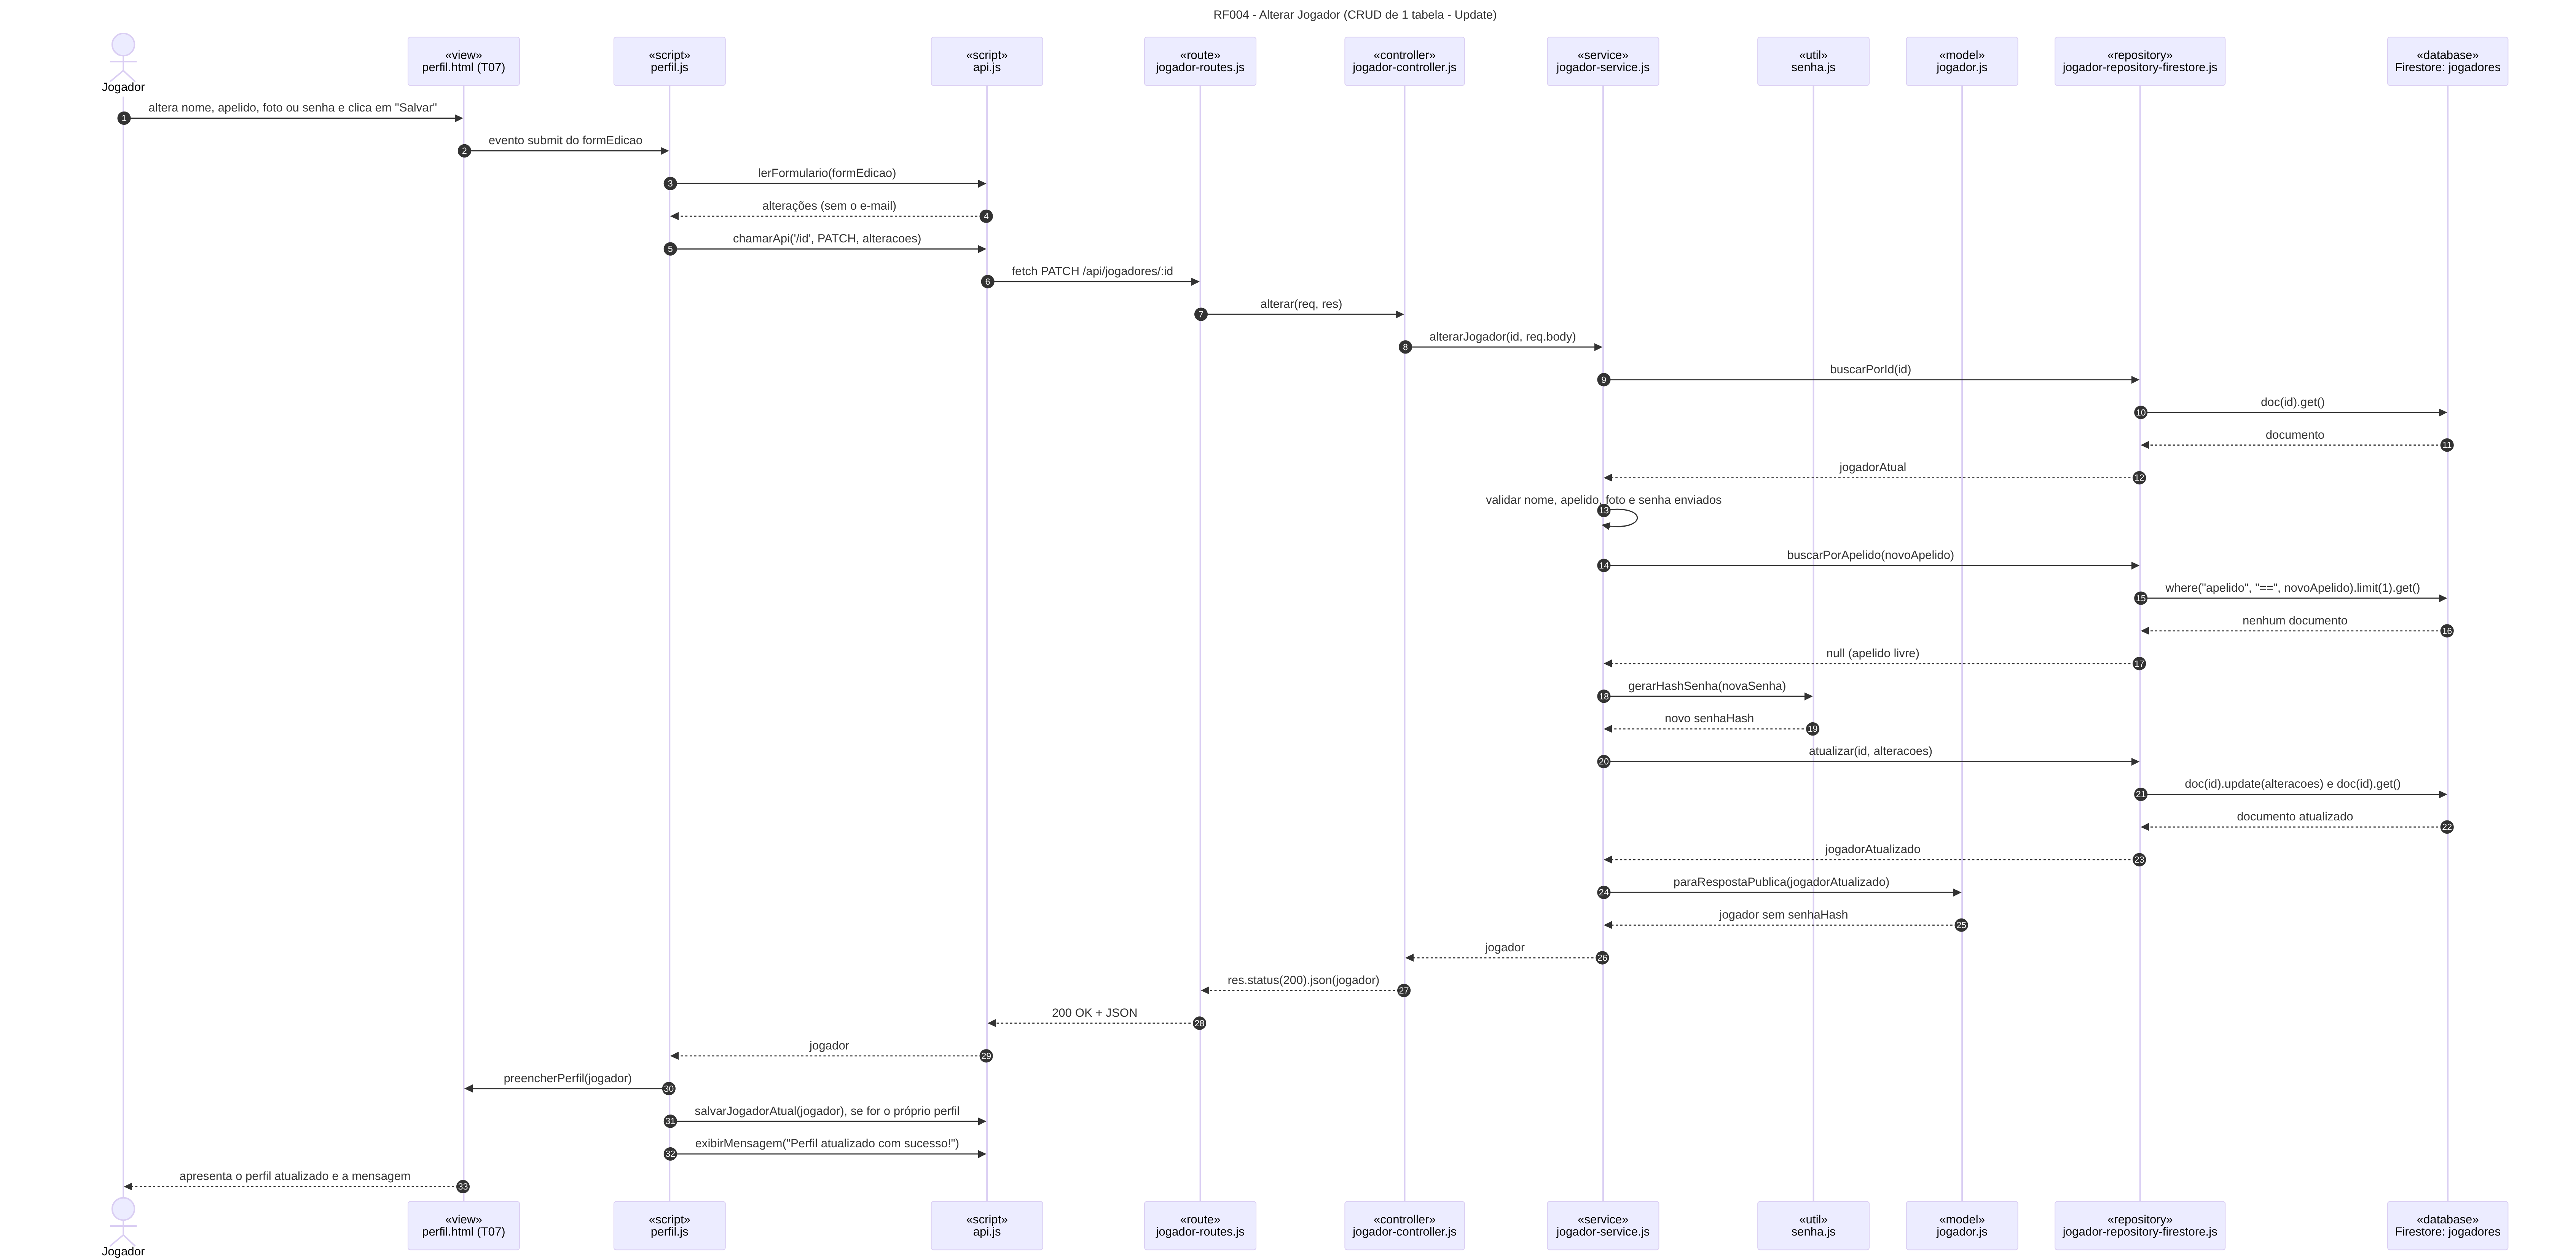 RF004 - Alterar Jogador (CRUD de 1 tabela - Update)
Jogador
«view»
perfil.html (T07)
«script»
perfil.js
«script»
api.js
«route»
jogador-routes.js
«controller»
jogador-controller.js
«service»
jogador-service.js
«util»
senha.js
«model»
jogador.js
«repository»
jogador-repository-firestore.js
«database»
Firestore: jogadores
1 altera nome, apelido, foto ou senha e clica em "Salvar"
2 evento submit do formEdicao
3 lerFormulario(formEdicao)
4 alterações (sem o e-mail)
5 chamarApi('/id', PATCH, alteracoes)
6 fetch PATCH /api/jogadores/:id
7 alterar(req, res)
8 alterarJogador(id, req.body)
9 buscarPorId(id)
10 doc(id).get()
11 documento
12 jogadorAtual
13 validar nome, apelido, foto e senha enviados
14 buscarPorApelido(novoApelido)
15 where("apelido", "==", novoApelido).limit(1).get()
16 nenhum documento
17 null (apelido livre)
18 gerarHashSenha(novaSenha)
19 novo senhaHash
20 atualizar(id, alteracoes)
21 doc(id).update(alteracoes) e doc(id).get()
22 documento atualizado
23 jogadorAtualizado
24 paraRespostaPublica(jogadorAtualizado)
25 jogador sem senhaHash
26 jogador
27 res.status(200).json(jogador)
28 200 OK + JSON
29 jogador
30 preencherPerfil(jogador)
31 salvarJogadorAtual(jogador), se for o próprio perfil
32 exibirMensagem("Perfil atualizado com sucesso!")
33 apresenta o perfil atualizado e a mensagem
Jogador
«view»
perfil.html (T07)
«script»
perfil.js
«script»
api.js
«route»
jogador-routes.js
«controller»
jogador-controller.js
«service»
jogador-service.js
«util»
senha.js
«model»
jogador.js
«repository»
jogador-repository-firestore.js
«database»
Firestore: jogadores